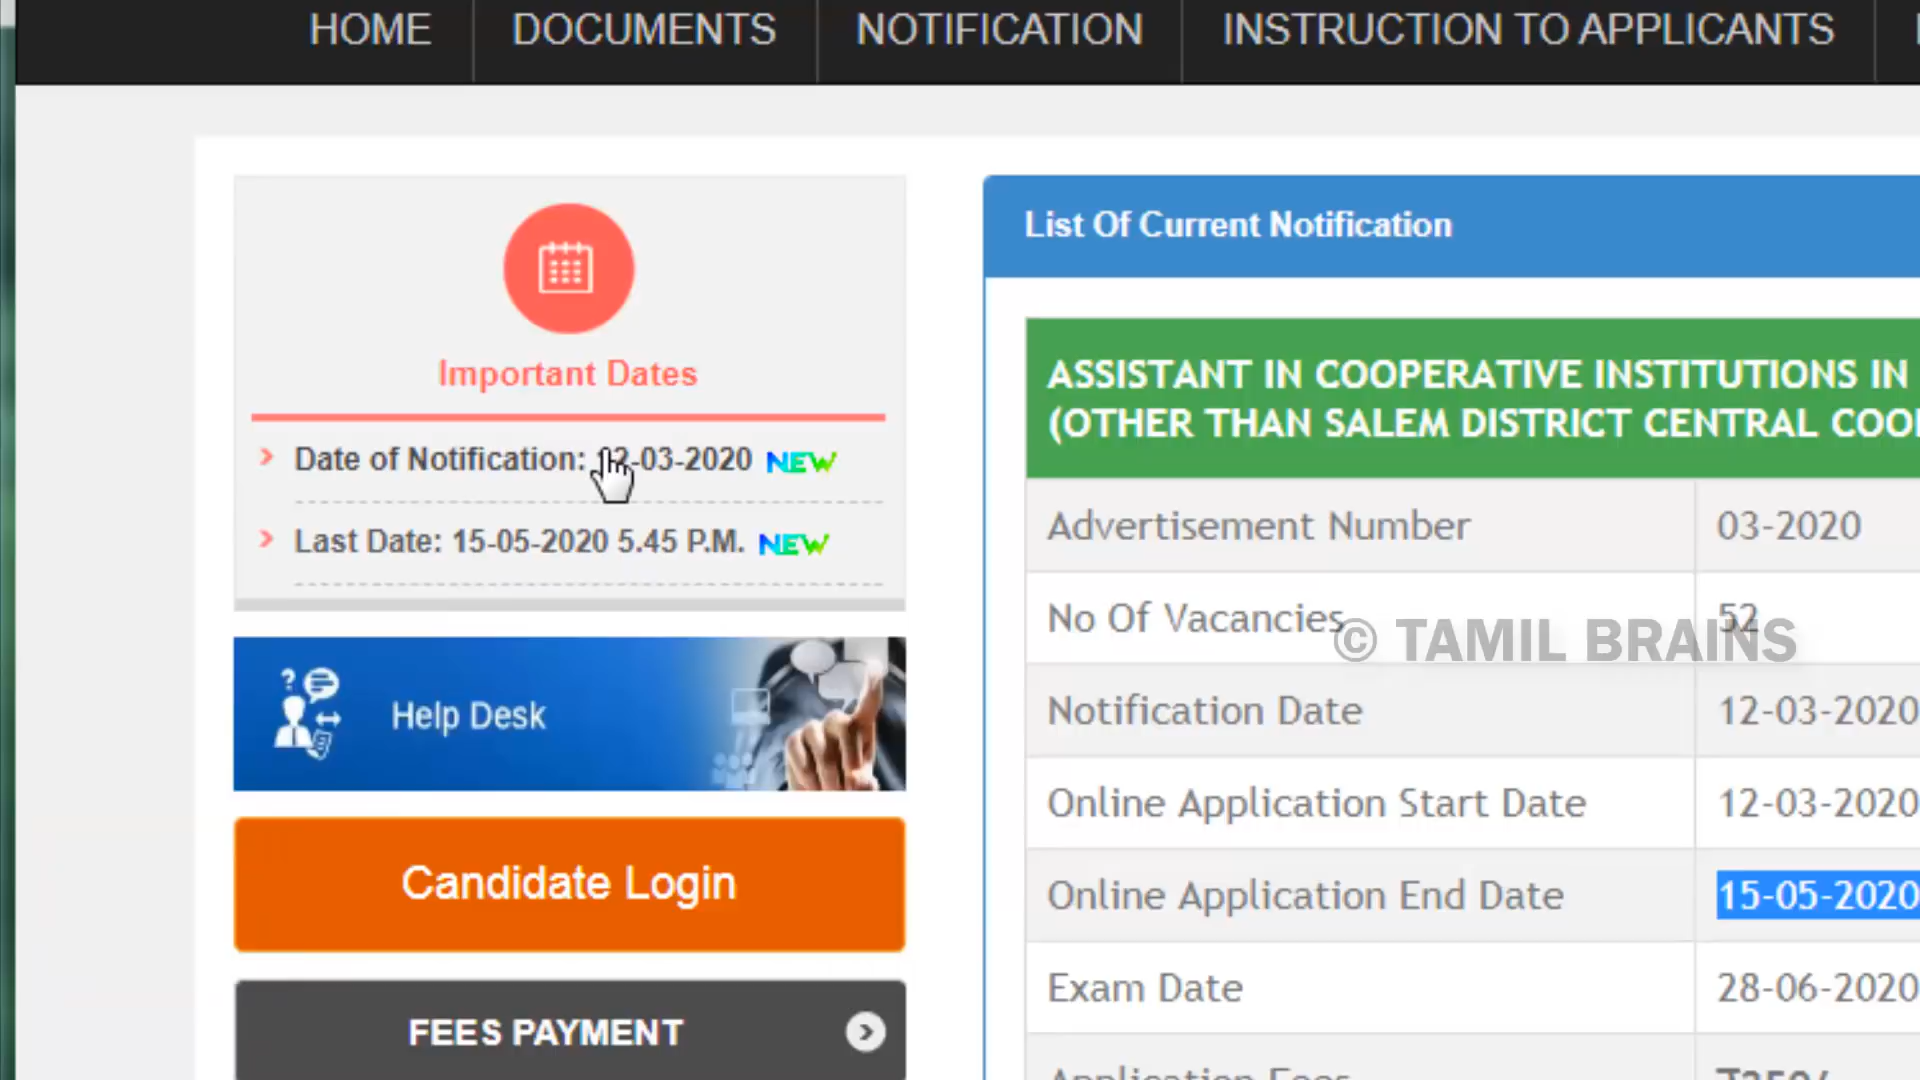 HOME
DOCUMENTS
NOTIFICATION
INSTRUCTION TO APPLICANTS
Important Dates
Date of Notification: 02-03-2020 NEW
Last Date: 15-05-2020 5.45 P.M. NEW
Help Desk
Candidate Login
FEES PAYMENT
List Of Current Notification
ASSISTANT IN COOPERATIVE INSTITUTIONS IN
(OTHER THAN SALEM DISTRICT CENTRAL
Advertisement Number 03-2020
No Of Vacancies 52
© TAMIL BRAINS
Notification Date 12-03-2020
Online Application Start Date 12-03-2020
Online Application End Date 15-05-2020
Exam Date 28-06-2020
Application Fees